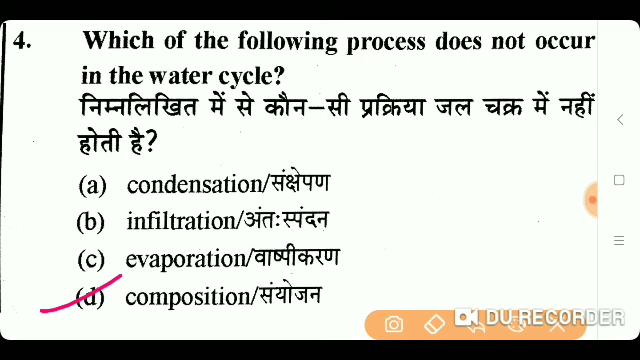 4. Which of the following process does not occur
in the water cycle?
निम्नलिखित में से कौन-सी प्रक्रिया जल चक्र में नहीं
होती है?
(a) condensation/संक्षेपण
(b) infiltration/अंतःस्पंदन
(c) evaporation/वाष्पीकरण
(d) composition/संयोजन
DU RECORDER